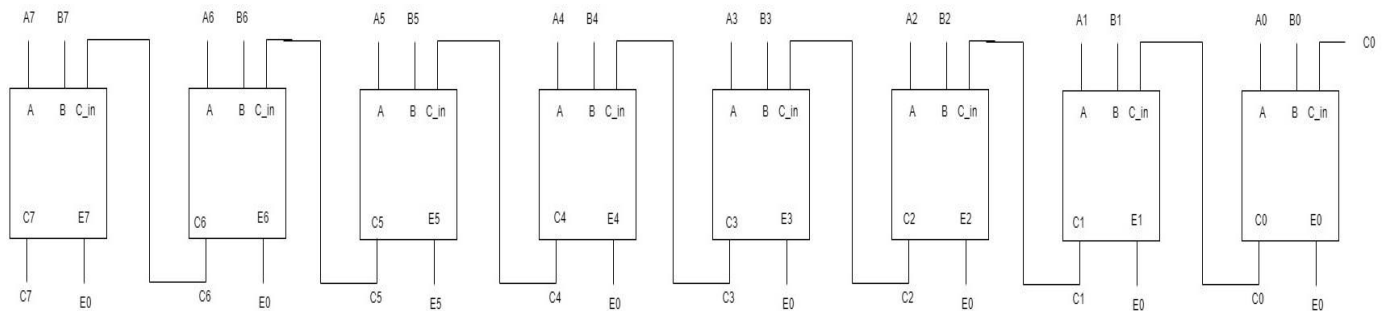 A7 B7 A6 B6 A5 B5 A4 B4 A3 B3 A2 B2 A1 B1 A0 B0
C0
A B C_in A B C_in A B C_in A B C_in A B C_in A B C_in A B C_in A B C_in
C7 E7 C6 E6 C5 E5 C4 E4 C3 E3 C2 E2 C1 E1 C0 E0
C7 E0 C6 E0 C5 E5 C4 E0 C3 E0 C2 E0 C1 E0 C0 E0